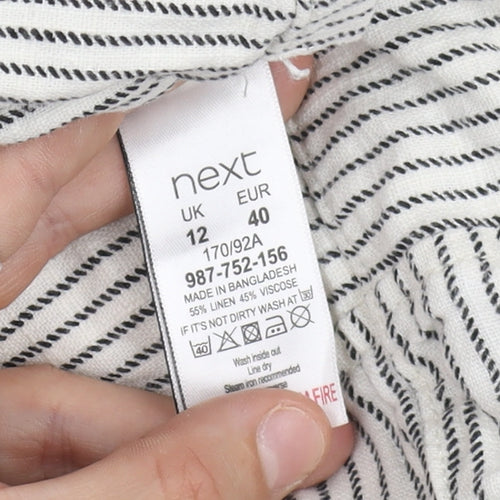 next
UK EUR
12 40
170/92A
987-752-156
MADE IN BANGLADESH
55% LINEN 45% VISCOSE
IF IT'S NOT DIRTY WASH AT 30
40
Wash inside out
Line dry
Steam iron recommended
FIRE